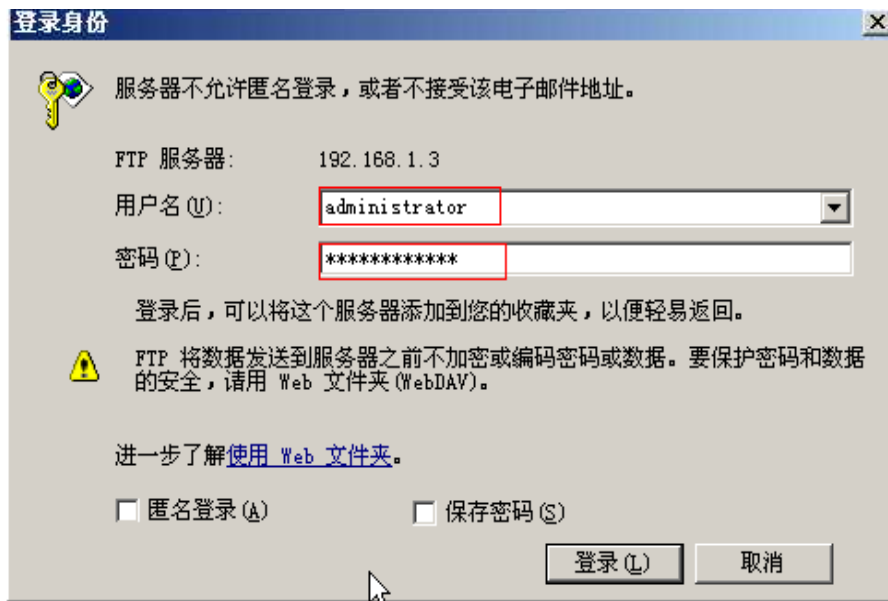 登录身份
服务器不允许匿名登录，或者不接受该电子邮件地址。
FTP 服务器: 192.168.1.3
用户名(U): administrator
密码(P): ************
登录后，可以将这个服务器添加到您的收藏夹，以便轻易返回。
FTP 将数据发送到服务器之前不加密或编码密码或数据。要保护密码和数据
的安全，请用 Web 文件夹(WebDAV)。
进一步了解使用 Web 文件夹。
匿名登录(A) 保存密码(S)
登录(L) 取消